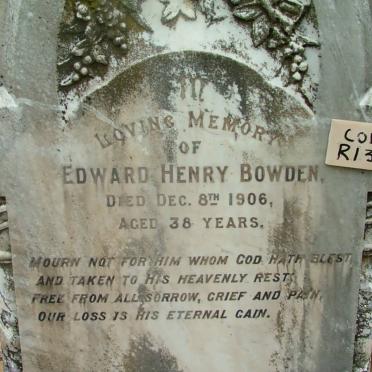 In
Loving Memory
OF
Edward Henry Bowden,
Died Dec. 8th 1906,
Aged 38 Years.
Mourn not for him whom God hath blest,
And taken to his heavenly rest;
Free from all sorrow, grief and pain,
Our loss is his eternal gain.